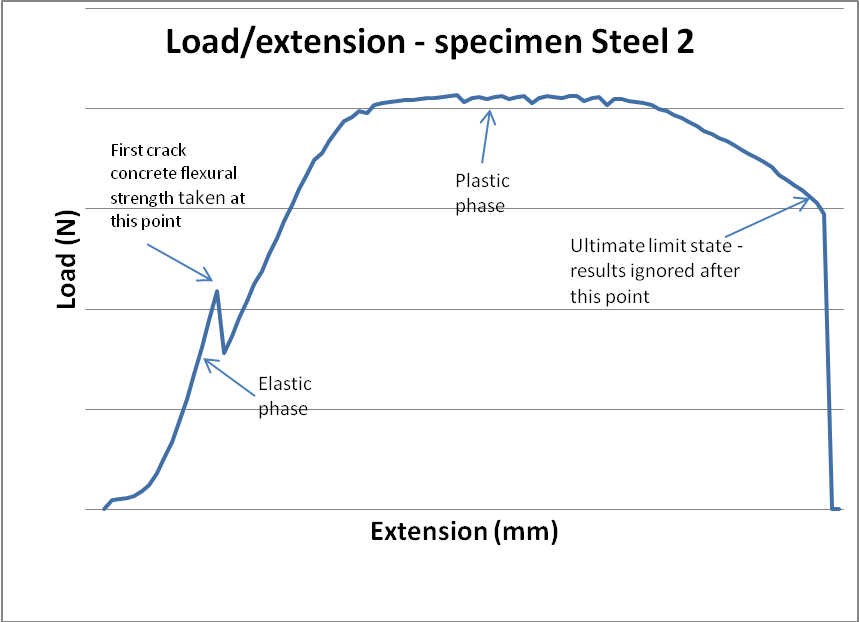 Load/extension - specimen Steel 2
First crack
concrete flexural
strength taken at
this point
Plastic
phase
Ultimate limit state -
results ignored after
this point
Elastic
phase
Load (N)
Extension (mm)